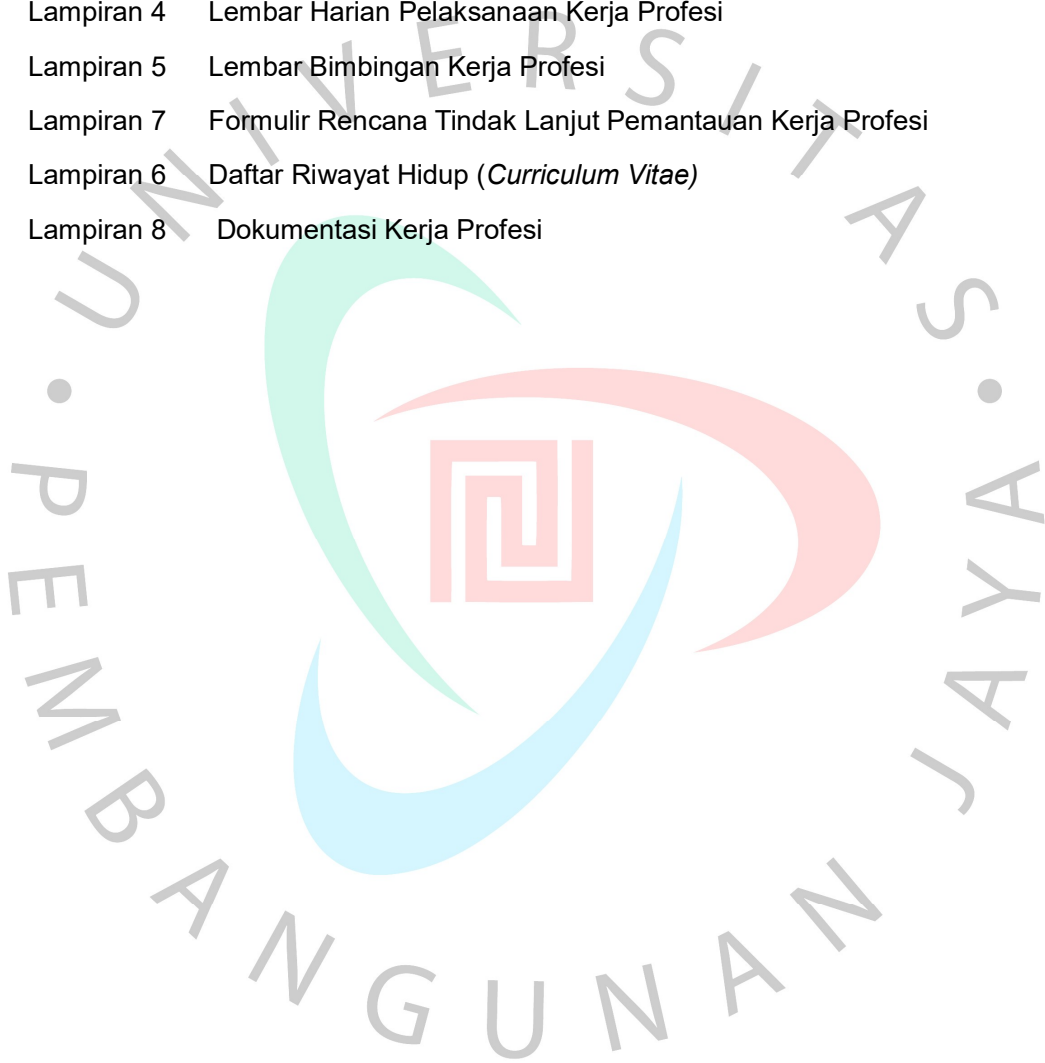 Lampiran 4 Lembar Harian Pelaksanaan Kerja Profesi
Lampiran 5 Lembar Bimbingan Kerja Profesi
Lampiran 7 Formulir Rencana Tindak Lanjut Pemantauan Kerja Profesi
Lampiran 6 Daftar Riwayat Hidup (Curriculum Vitae)
Lampiran 8 Dokumentasi Kerja Profesi
UNIVERSITAS • PEMBANGUNAN JAYA •